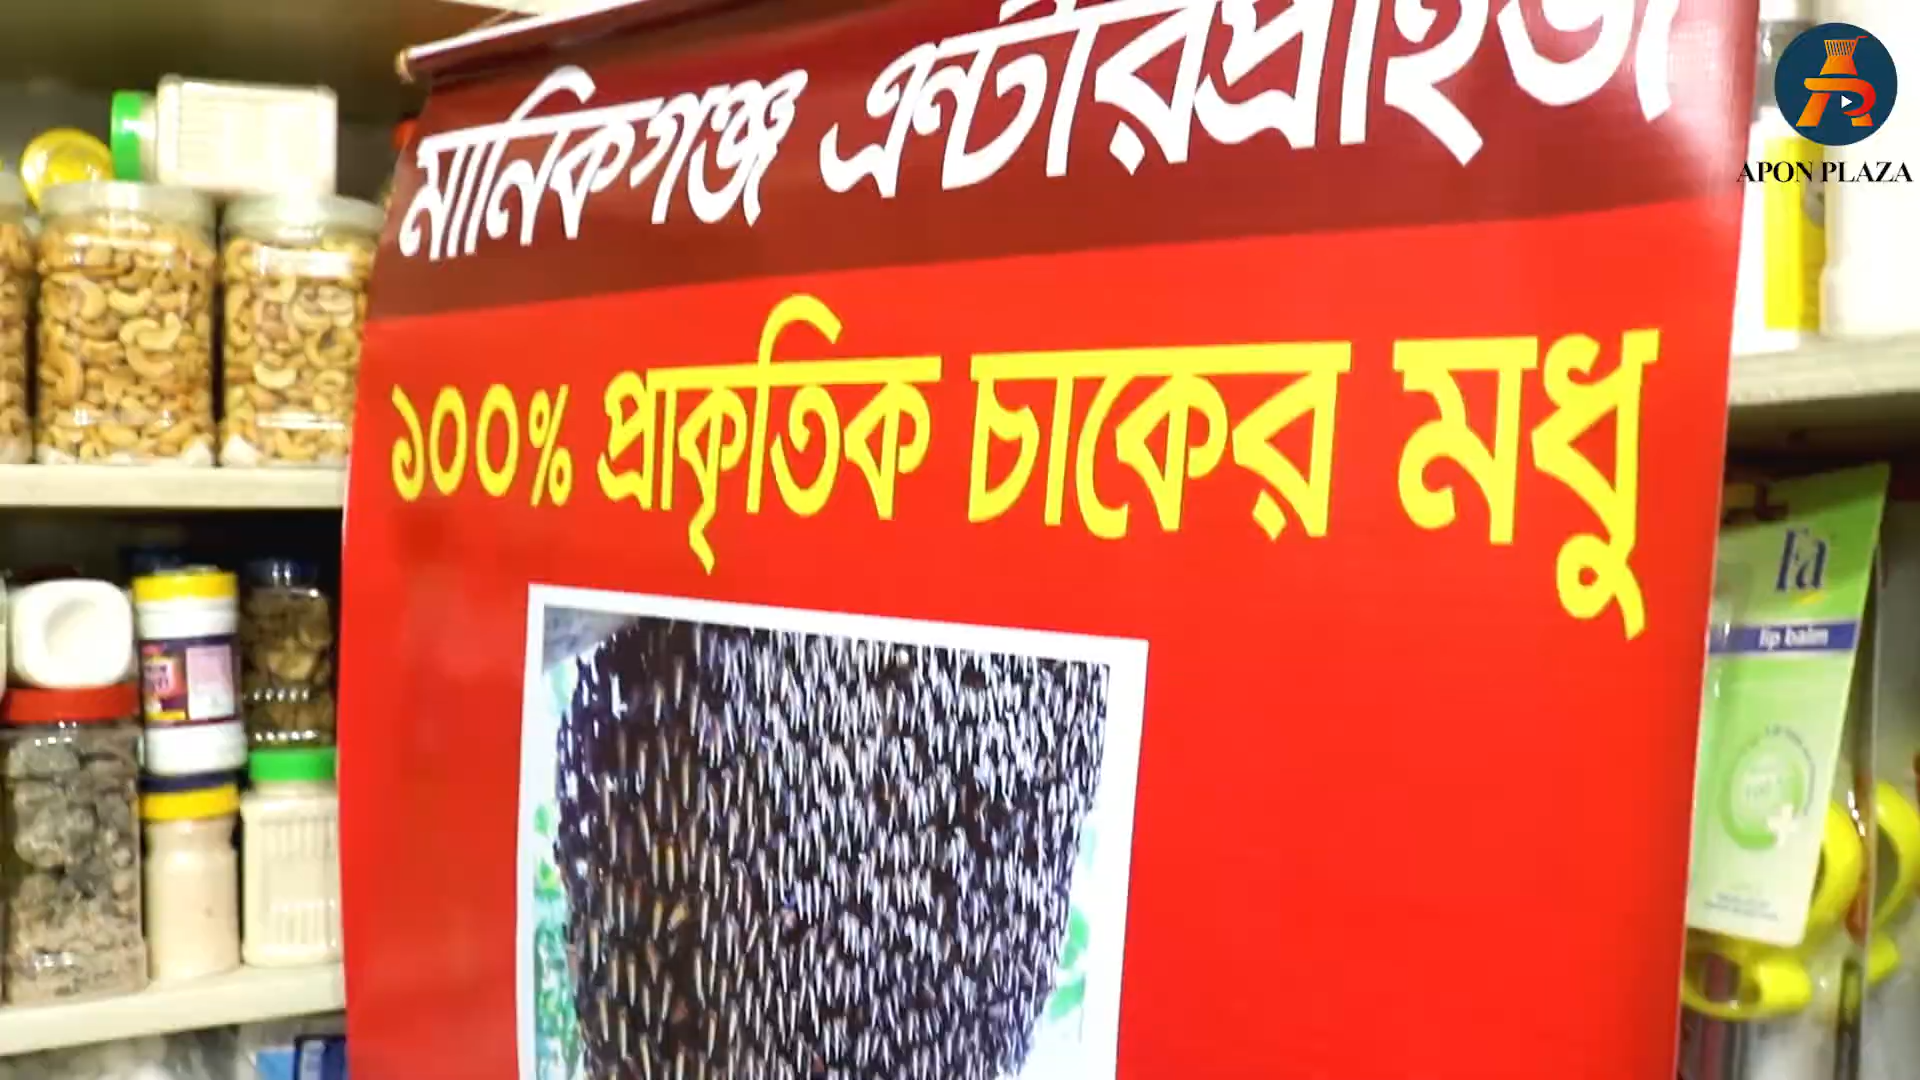 মানিকগঞ্জ এন্টারপ্রাইজ
১০০% প্রাকৃতিক চাকের মধু
APON PLAZA
Fa
lip balm